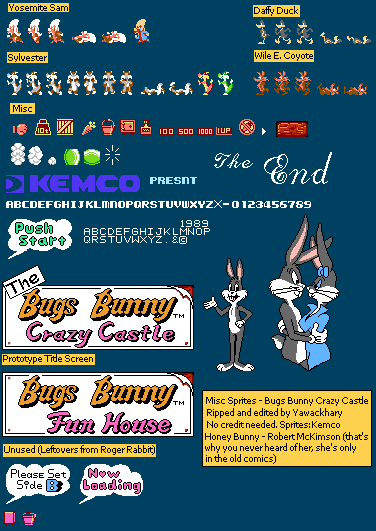 Yosemite Sam
Daffy Duck
Sylvester
Wile E. Coyote
Misc
100 500 1000 1UP
The End
KEMCO PRESNT
ABCDEFGHIJKLMNOPQRSTUVWXYZ×-0123456789
Push
Start
1989
ABCDEFGHIJKLMNOP
QRSTUVWXYZ.&©
The
Bugs Bunny TM
Crazy Castle
Prototype Title Screen
Bugs Bunny TM
Fun House
Misc Sprites - Bugs Bunny Crazy Castle
Ripped and edited by Yawackhary
No credit needed. Sprites:Kemco
Honey Bunny - Robert McKimson (that's
why you never heard of her, she's only
in the old comics)
Unused (Leftovers from Roger Rabbit)
Please Set
Side B
Now
Loading